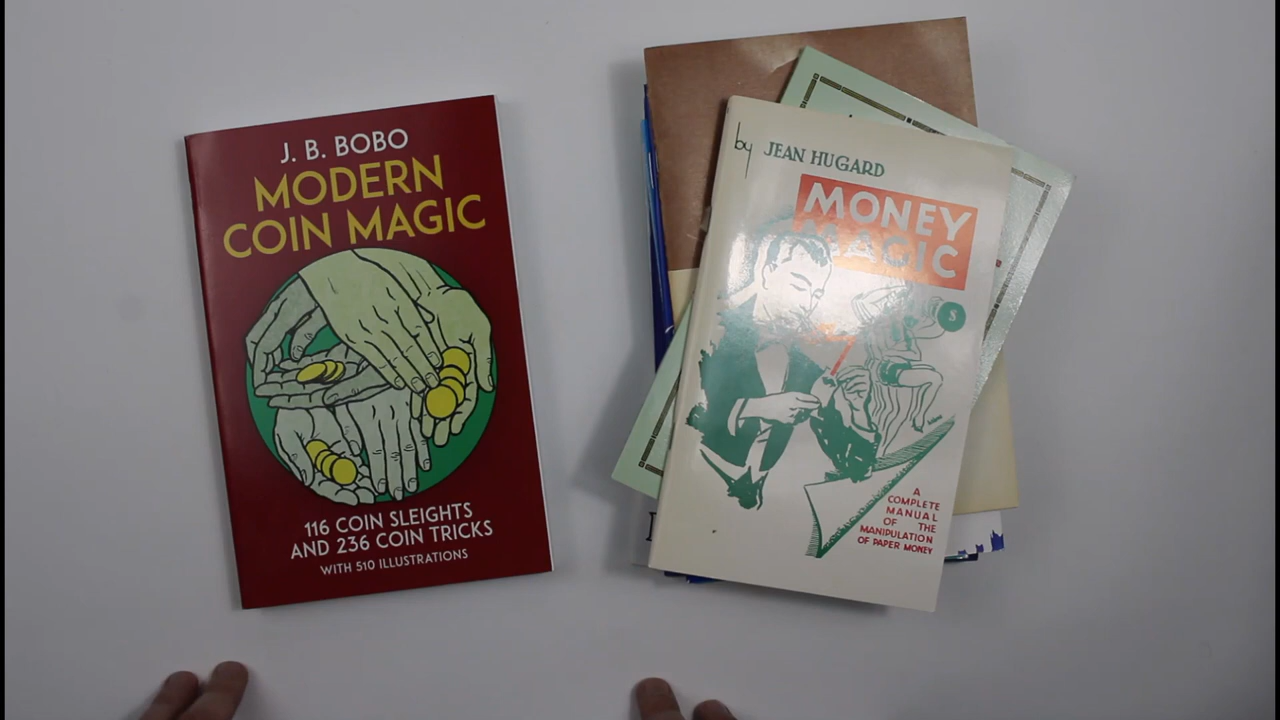 J. B. BOBO
MODERN
COIN MAGIC
116 COIN SLEIGHTS
AND 236 COIN TRICKS
WITH 510 ILLUSTRATIONS
by JEAN HUGARD
MONEY
MAGIC
$
A
COMPLETE
MANUAL
OF THE
MANIPULATION
OF PAPER MONEY